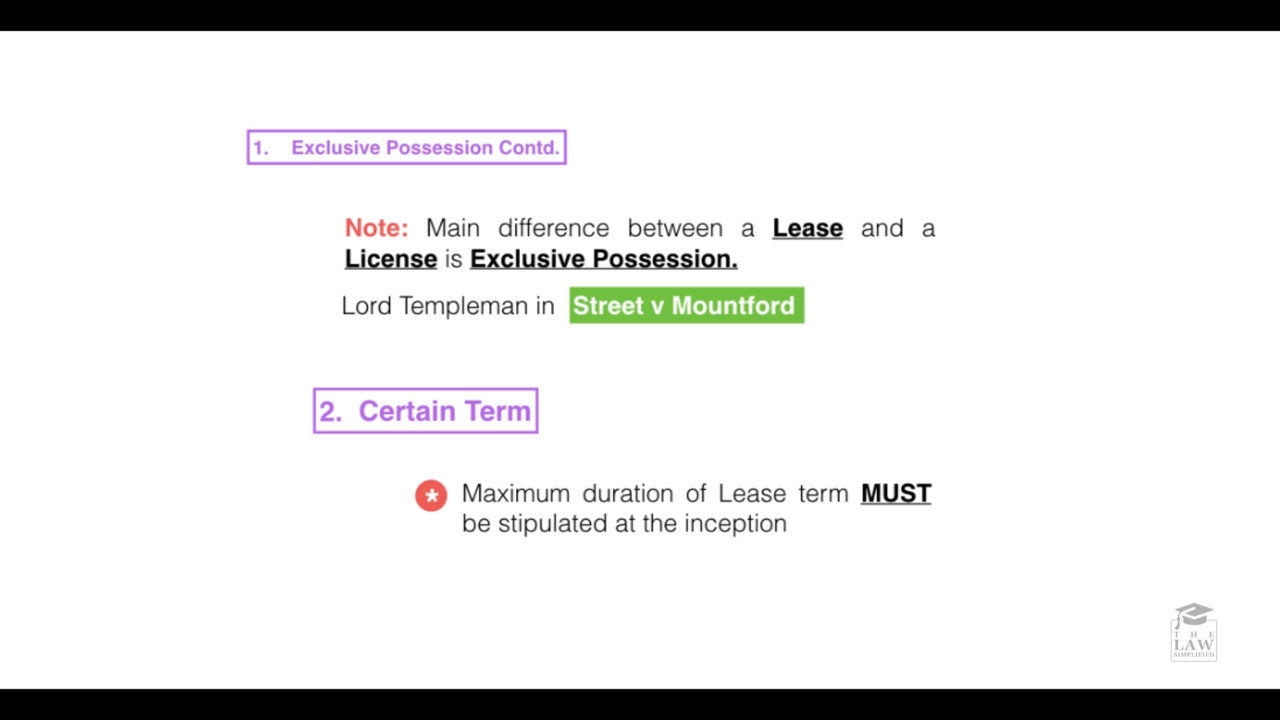 1. Exclusive Possession Contd.
Note: Main difference between a Lease and a
License is Exclusive Possession.
Lord Templeman in Street v Mountford
2. Certain Term
* Maximum duration of Lease term MUST
be stipulated at the inception
THE
LAW
SIMPLIFIED